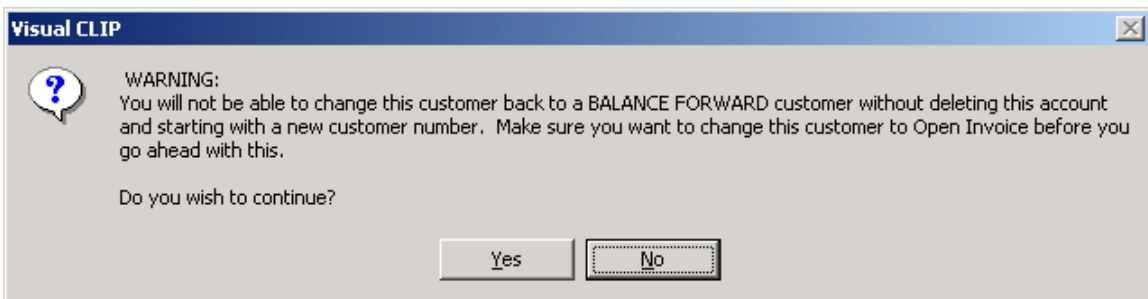 Visual CLIP
WARNING:
You will not be able to change this customer back to a BALANCE FORWARD customer without deleting this account
and starting with a new customer number.  Make sure you want to change this customer to Open Invoice before you
go ahead with this.
Do you wish to continue?
Yes
No